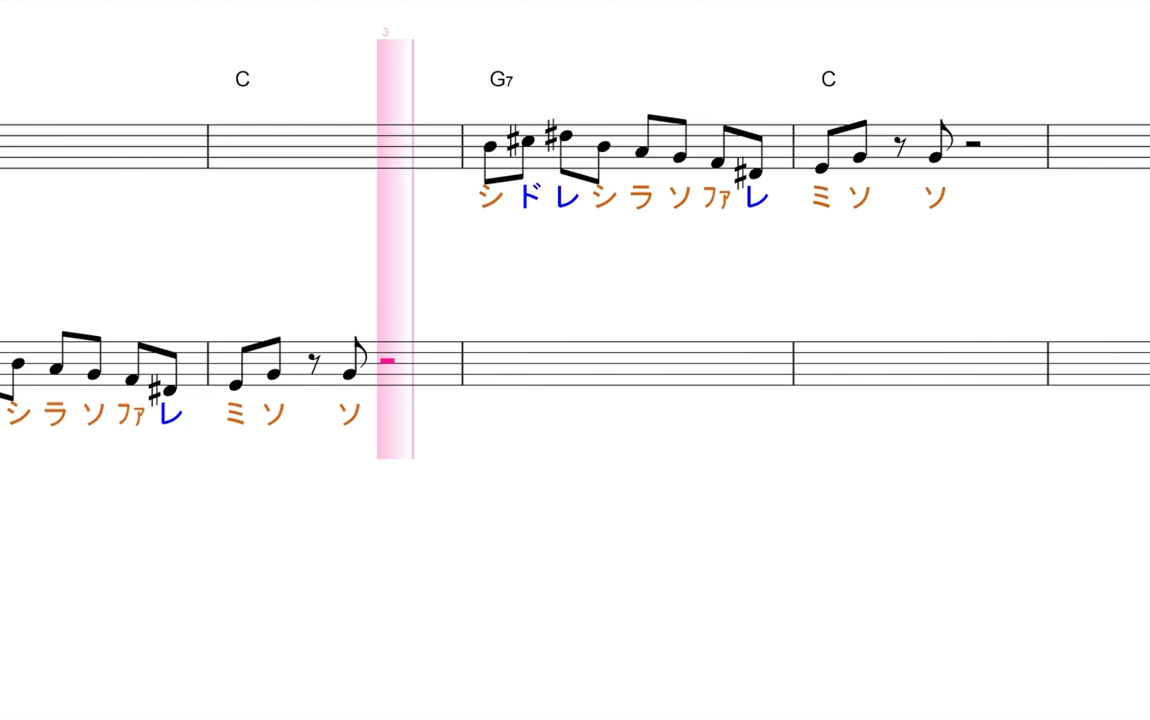 3
C G7 C
シ ド レ シ ラ ソ ファ レ ミ ソ ソ
シ ラ ソ ファ レ ミ ソ ソ